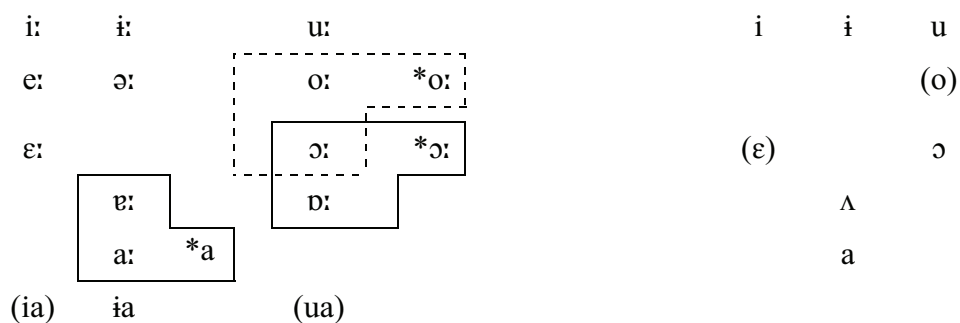 iː ɨː uː i ɨ u
eː əː oː *oː (o)
ɛː ɔː *ɔː (ɛ) ɔ
ɐː ɒː ʌ
aː *a a
(ia) ɨa (ua)